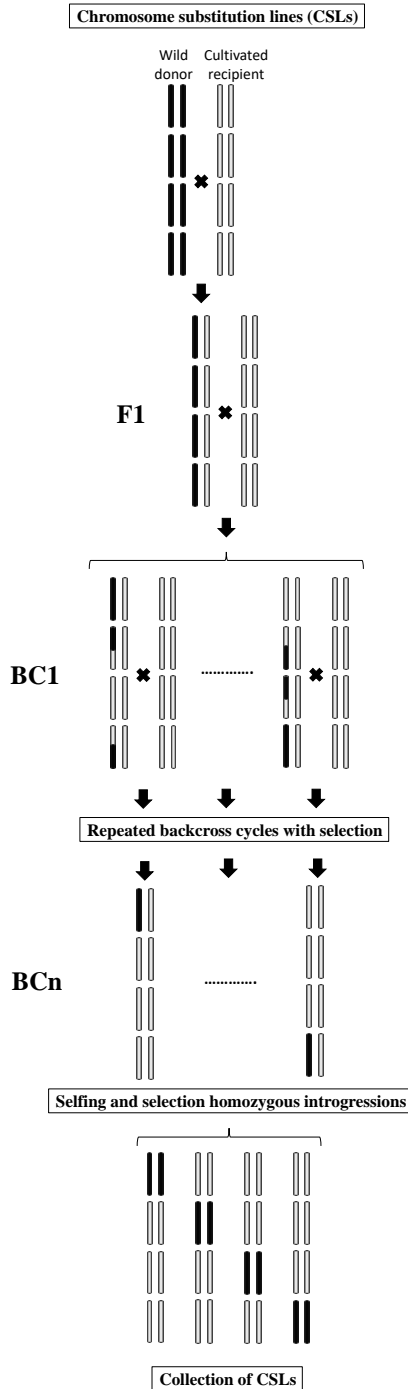 Chromosome substitution lines (CSLs)
Wild donor
Cultivated recipient
F1
BC1
………….
Repeated backcross cycles with selection
BCn
………….
Selfing and selection homozygous introgressions
Collection of CSLs